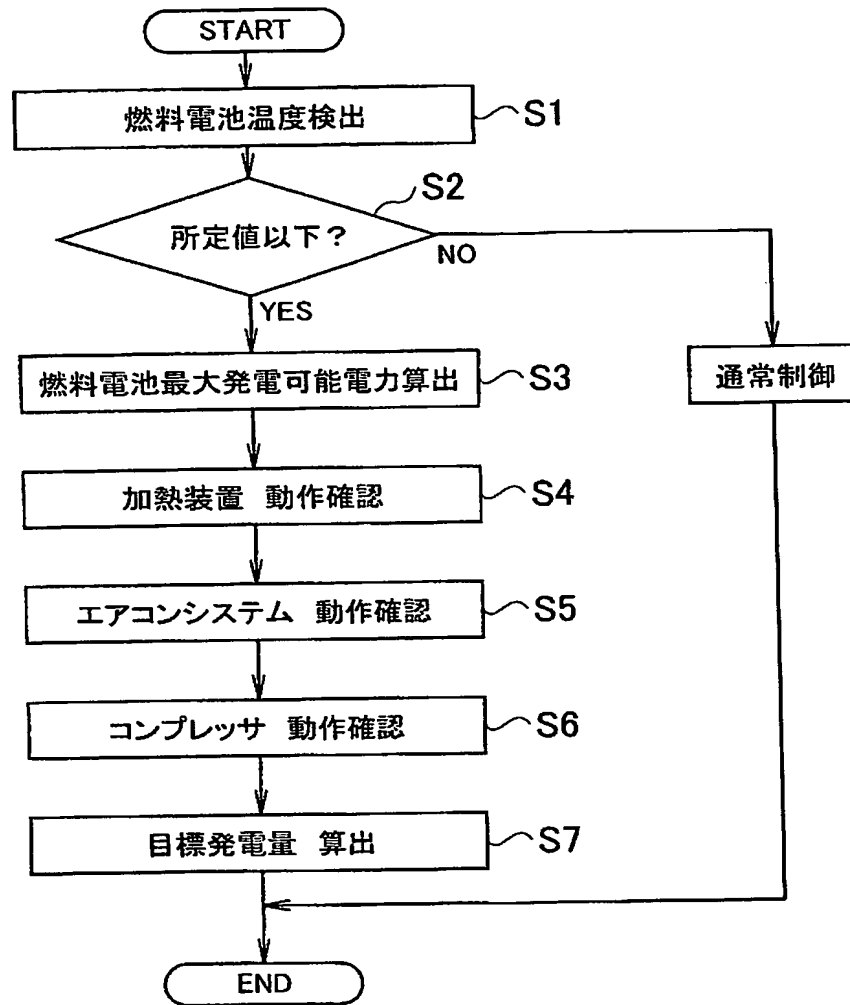 START
燃料電池温度検出
S1
S2
所定値以下？
NO
YES
燃料電池最大発電可能電力算出
S3
通常制御
加熱装置 動作確認
S4
エアコンシステム 動作確認
S5
コンプレッサ 動作確認
S6
目標発電量 算出
S7
END